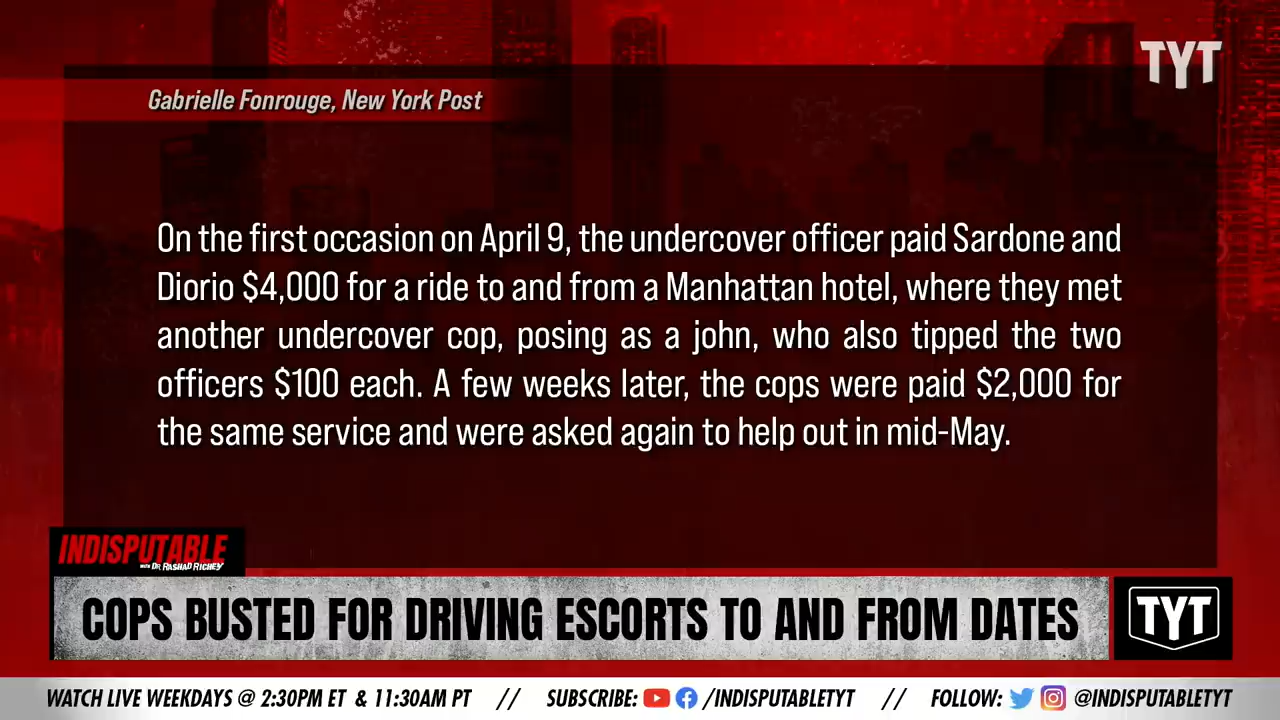 TYT
Gabrielle Fonrouge, New York Post
On the first occasion on April 9, the undercover officer paid Sardone and
Diorio $4,000 for a ride to and from a Manhattan hotel, where they met
another undercover cop, posing as a john, who also tipped the two
officers $100 each. A few weeks later, the cops were paid $2,000 for
the same service and were asked again to help out in mid-May.
INDISPUTABLE
WITH DR. RASHAD RICHEY
COPS BUSTED FOR DRIVING ESCORTS TO AND FROM DATES
TYT
WATCH LIVE WEEKDAYS @ 2:30PM ET & 11:30AM PT // SUBSCRIBE: /INDISPUTABLETYT // FOLLOW: @INDISPUTABLETYT